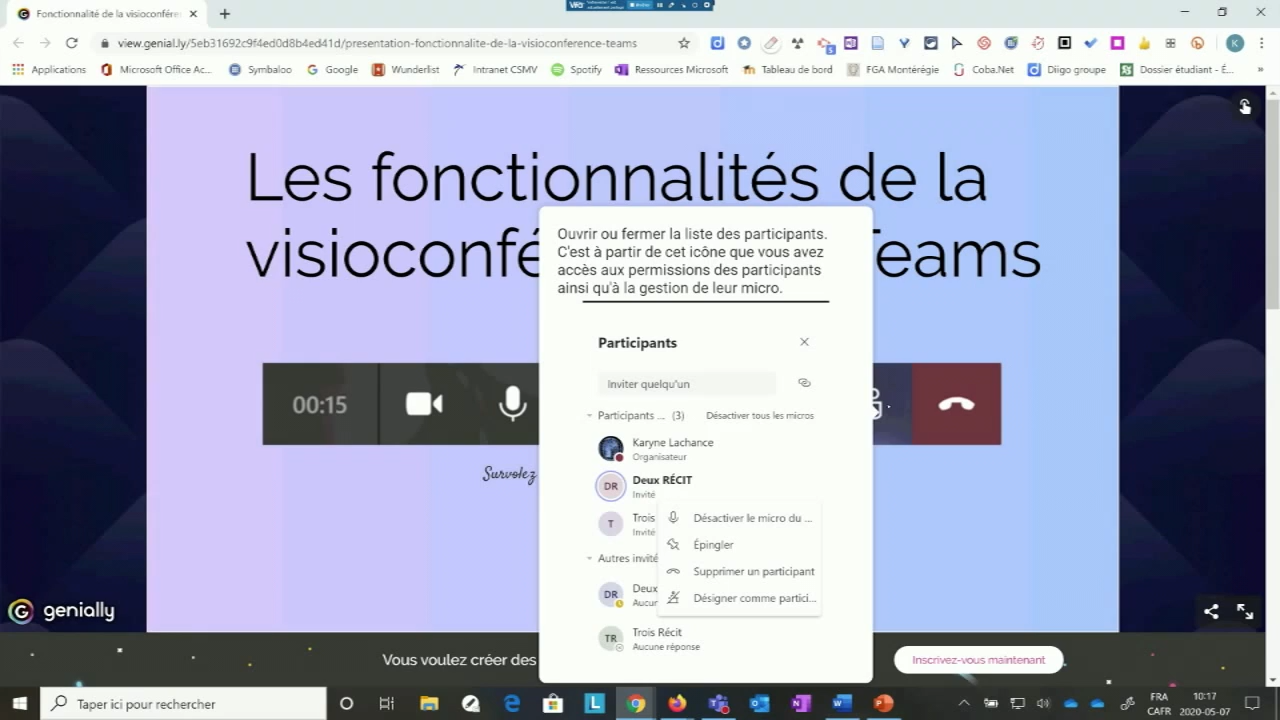 Fonctionnalité de la visioconfére
view.genial.ly/5eb31692c9f4ed0d8b4ed41d/presentation-fonctionnalite-de-la-visioconference-teams
K
Applications
Microsoft Office Ac...
Symbaloo
Google
Wunderlist
Intranet CSMV
Spotify
Ressources Microsoft
Tableau de bord
FGA Montérégie
Coba.Net
Diigo groupe
Dossier étudiant - É...
»
Les fonctionnalités de la
visioconfé
Teams
Ouvrir ou fermer la liste des participants.
C'est à partir de cet icône que vous avez
accès aux permissions des participants
ainsi qu'à la gestion de leur micro.
Participants
Inviter quelqu'un
Participants ... (3)
Désactiver tous les micros
Karyne Lachance
Organisateur
DR
Deux RÉCIT
Invité
T
Trois
Invité
Désactiver le micro du ...
Épingler
Supprimer un participant
Désigner comme partici...
Autres invité
DR
Deux
Aucur
TR
Trois Récit
Aucune réponse
00:15
Survolez
genially
Vous voulez créer des
Inscrivez-vous maintenant
Taper ici pour rechercher
FRA
CAFR
10:17
2020-05-07